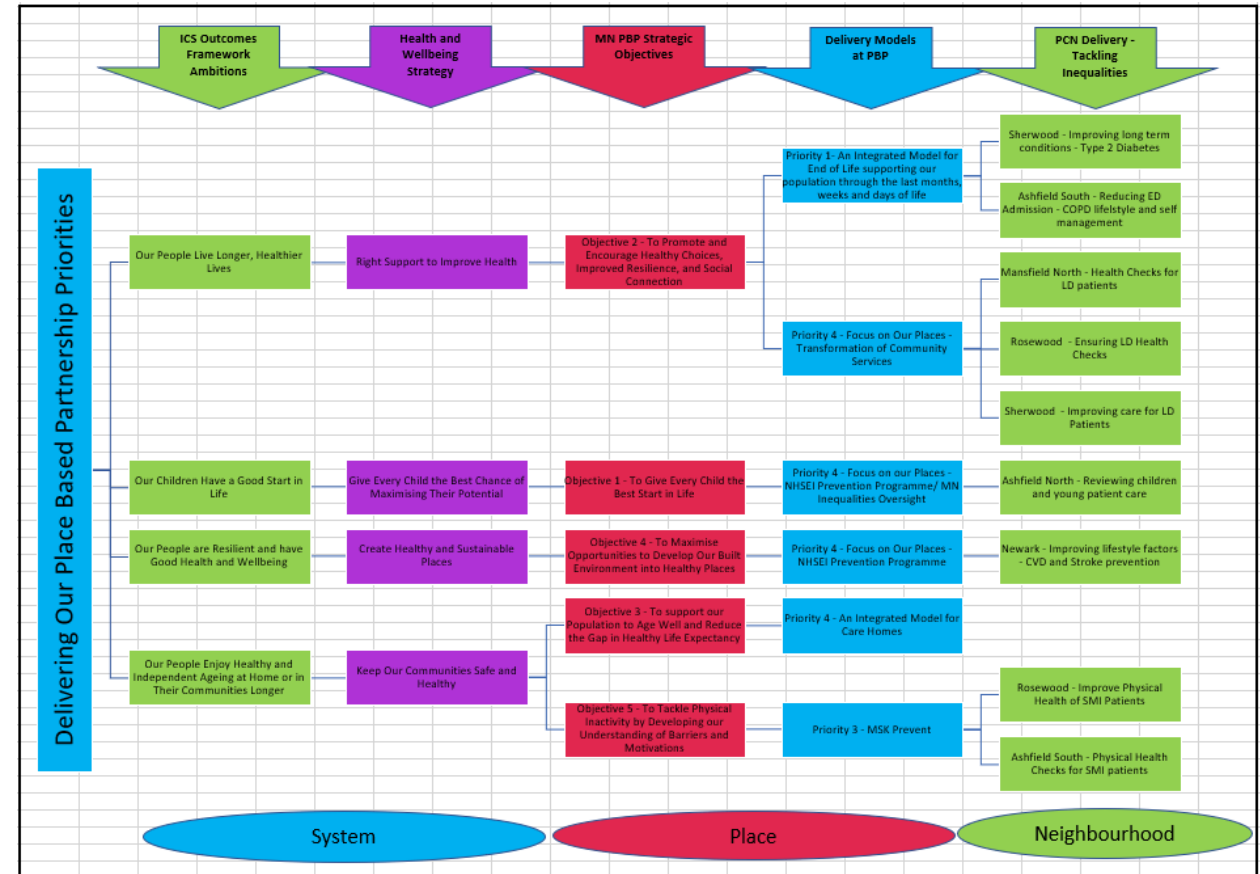 ICS Outcomes
Framework
Ambitions
Health and
Wellbeing
Strategy
MN PBP Strategic
Objectives
Delivery Models
at PBP
PCN Delivery -
Tackling
Inequalities
Delivering Our Place Based Partnership Priorities
Our People Live Longer, Healthier
Lives
Right Support to Improve Health
Objective 2 - To Promote and
Encourage Healthy Choices,
Improved Resilience, and Social
Connection
Priority 1- An Integrated Model for
End of Life supporting our
population through the last months,
weeks and days of life
Sherwood - Improving long term
conditions - Type 2 Diabetes
Ashfield South - Reducing ED
Admission - COPD lifelstyle and self
management
Priority 4 - Focus on Our Places -
Transformation of Community
Services
Mansfield North - Health Checks for
LD patients
Rosewood - Ensuring LD Health
Checks
Sherwood - Improving care for LD
Patients
Our Children Have a Good Start in
Life
Give Every Child the Best Chance of
Maximising Their Potential
Objective 1 - To Give Every Child the
Best Start in Life
Priority 4 - Focus on our Places -
NHSEI Prevention Programme/ MN
Inequalities Oversight
Ashfield North - Reviewing children
and young patient care
Our People are Resilient and have
Good Health and Wellbeing
Create Healthy and Sustainable
Places
Objective 4 - To Maximise
Opportunities to Develop Our Built
Environment into Healthy Places
Priority 4 - Focus on Our Places -
NHSEI Prevention Programme
Newark - Improving lifestyle factors
- CVD and Stroke prevention
Our People Enjoy Healthy and
Independent Ageing at Home or in
Their Communities Longer
Keep Our Communities Safe and
Healthy
Objective 3 - To support our
Population to Age Well and Reduce
the Gap in Healthy Life Expectancy
Priority 4 - An Integrated Model for
Care Homes
Objective 5 - To Tackle Physical
Inactivity by Developing our
Understanding of Barriers and
Motivations
Priority 3 - MSK Prevent
Rosewood - Improve Physical
Health of SMI Patients
Ashfield South - Physical Health
Checks for SMI patients
System
Place
Neighbourhood